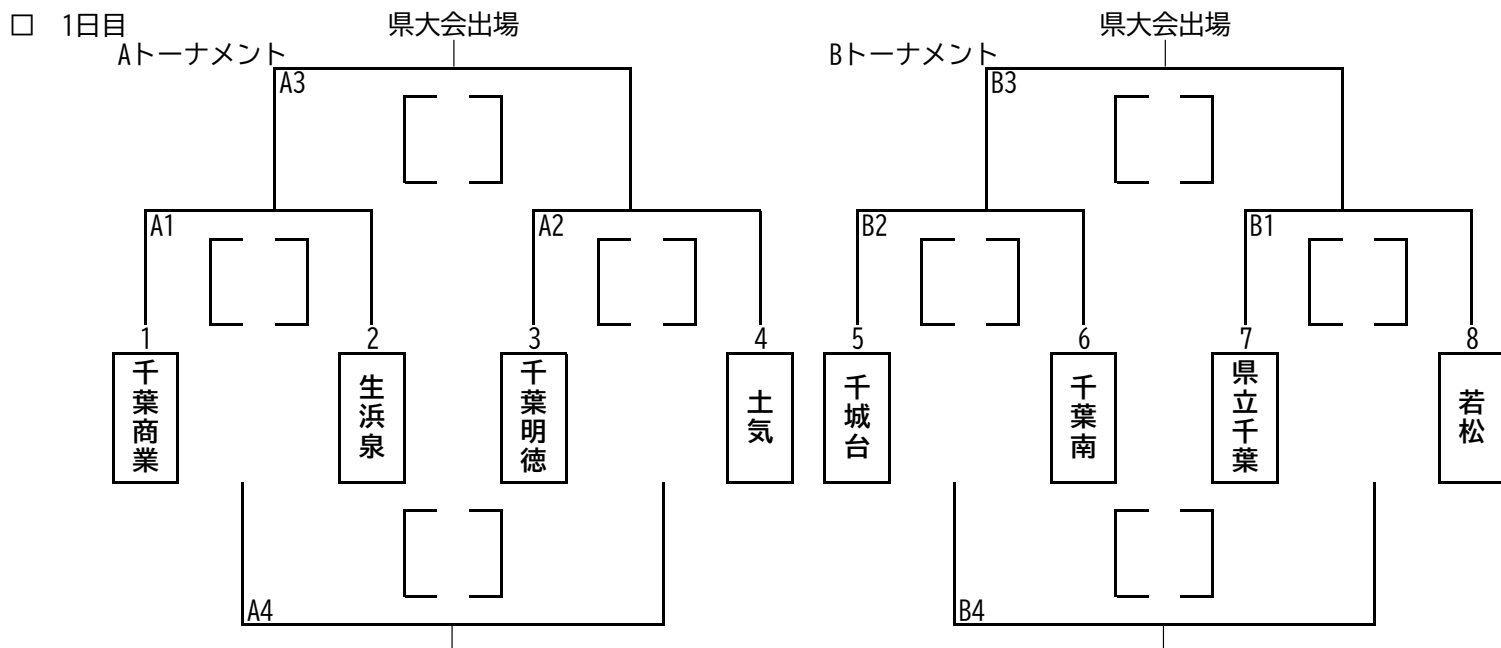 □ 1日目
県大会出場
県大会出場
Aトーナメント
Bトーナメント
A3
B3
A1
A2
B2
B1
1
2
3
4
5
6
7
8
千葉商業
生浜泉
千葉明徳
土気
千城台
千葉南
県立千葉
若松
A4
B4